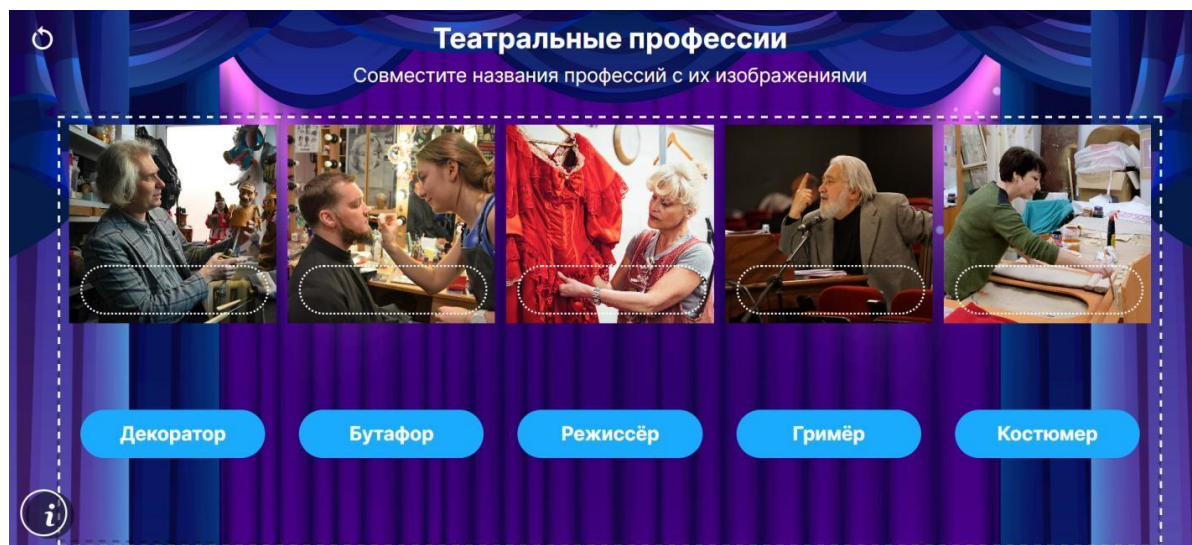 Театральные профессии
Совместите названия профессий с их изображениями
Декоратор
Бутафор
Режиссёр
Гримёр
Костюмер
i